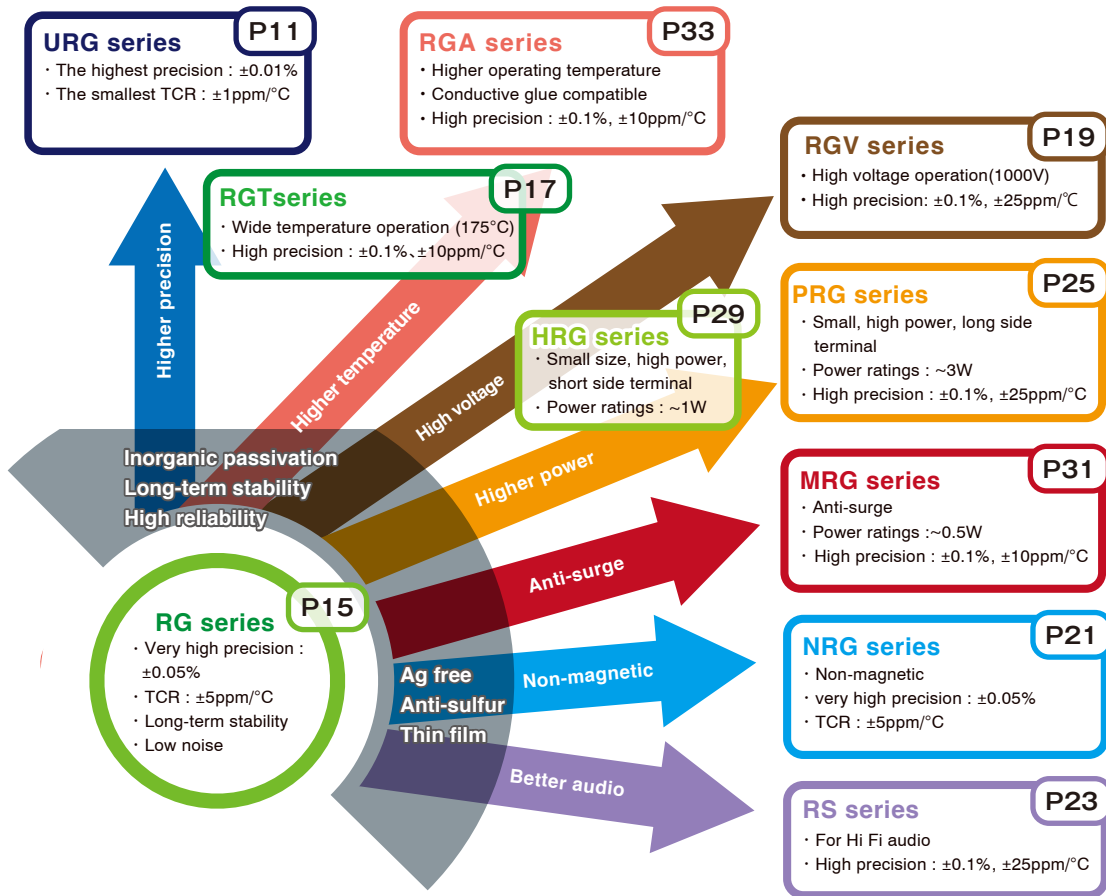 P11
URG series
· The highest precision : ±0.01%
· The smallest TCR : ±1ppm/°C
P33
RGA series
• Higher operating temperature
• Conductive glue compatible
• High precision : ±0.1%, ±10ppm/°C
P19
RGV series
• High voltage operation(1000V)
• High precision: ±0.1%, ±25ppm/℃
P17
RGTseries
· Wide temperature operation (175°C)
· High precision : ±0.1%、±10ppm/°C
P25
PRG series
· Small, high power, long side
terminal
· Power ratings : ~3W
· High precision : ±0.1%, ±25ppm/°C
P29
HRG series
· Small size, high power,
short side terminal
· Power ratings : ~1W
Higher precision
Higher temperature
High voltage
Higher power
Anti-surge
Non-magnetic
Better audio
Inorganic passivation
Long-term stability
High reliability
P31
MRG series
· Anti-surge
· Power ratings :~0.5W
· High precision : ±0.1%, ±10ppm/°C
P15
RG series
· Very high precision :
±0.05%
· TCR : ±5ppm/°C
· Long-term stability
· Low noise
Ag free
Anti-sulfur
Thin film
P21
NRG series
· Non-magnetic
· very high precision : ±0.05%
· TCR : ±5ppm/°C
P23
RS series
· For Hi Fi audio
· High precision : ±0.1%, ±25ppm/°C